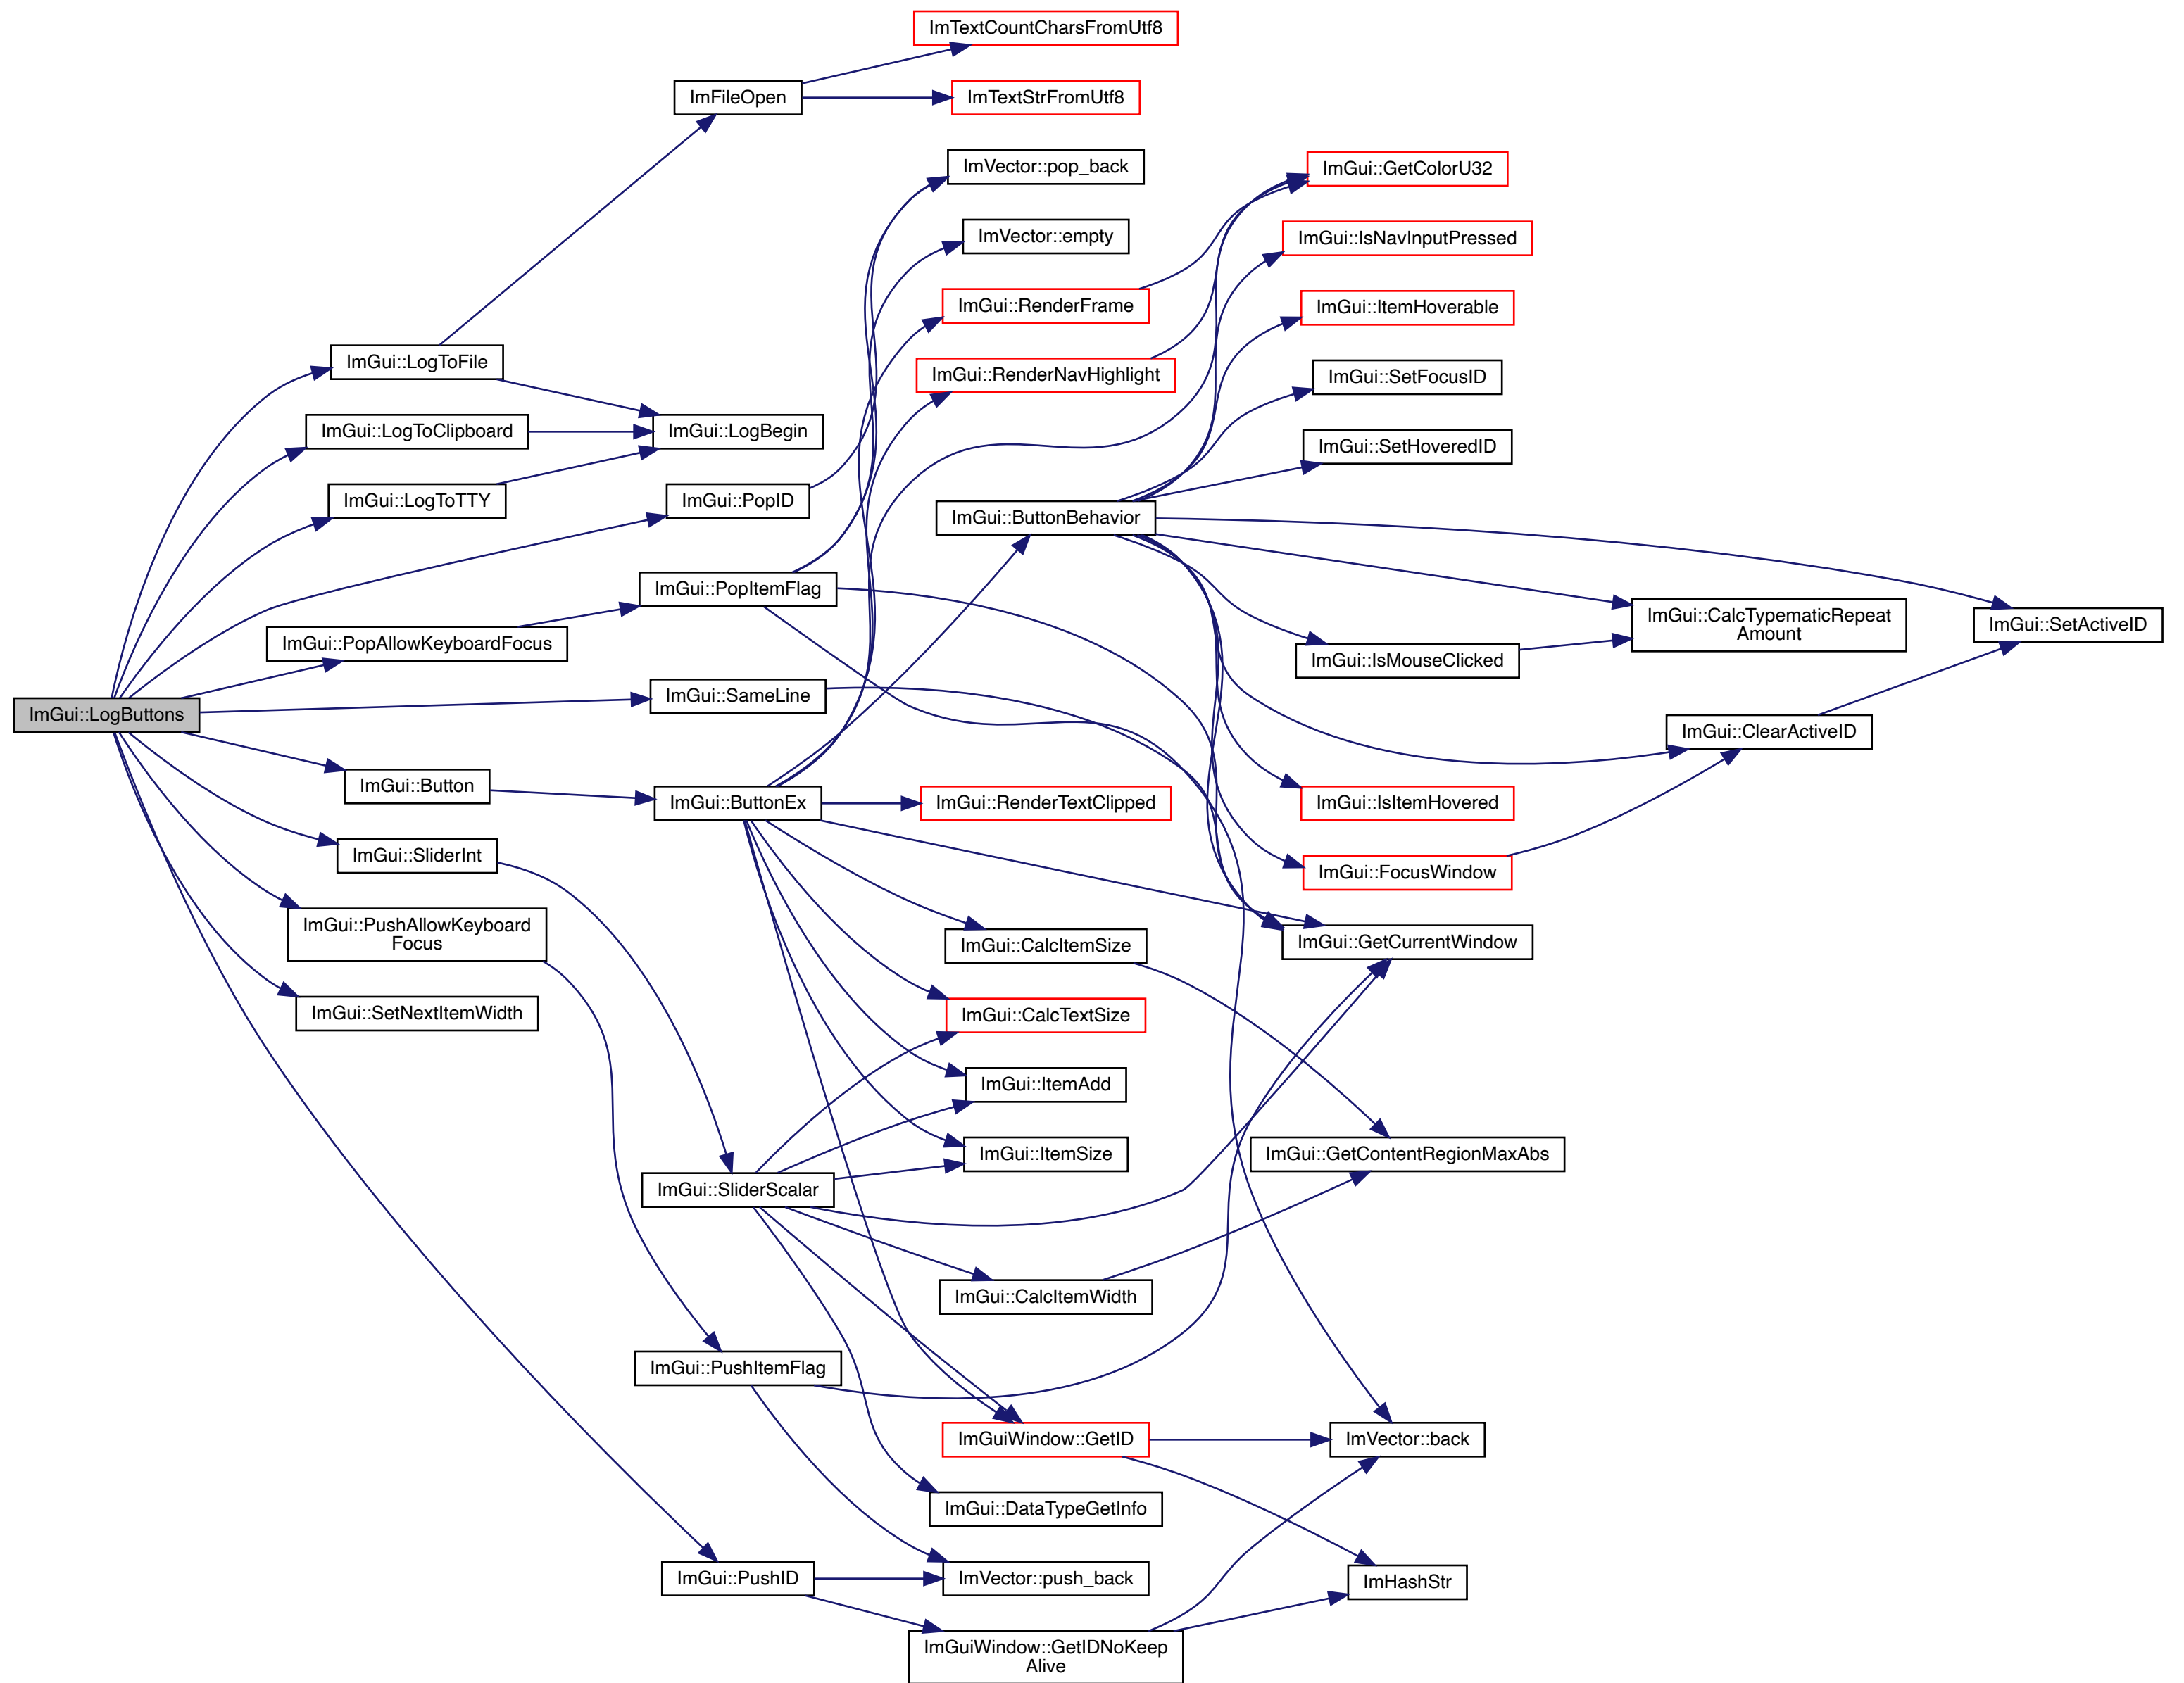 ImTextCountCharsFromUtf8
ImFileOpen
ImTextStrFromUtf8
ImVector::pop_back
ImGui::GetColorU32
ImVector::empty
ImGui::IsNavInputPressed
ImGui::RenderFrame
ImGui::ItemHoverable
ImGui::LogToFile
ImGui::RenderNavHighlight
ImGui::SetFocusID
ImGui::LogToClipboard
ImGui::LogBegin
ImGui::SetHoveredID
ImGui::LogToTTY
ImGui::PopID
ImGui::ButtonBehavior
ImGui::PopItemFlag
ImGui::CalcTypematicRepeat
Amount
ImGui::SetActiveID
ImGui::PopAllowKeyboardFocus
ImGui::IsMouseClicked
ImGui::SameLine
ImGui::LogButtons
ImGui::ClearActiveID
ImGui::Button
ImGui::ButtonEx
ImGui::RenderTextClipped
ImGui::IsItemHovered
ImGui::SliderInt
ImGui::FocusWindow
ImGui::PushAllowKeyboard
Focus
ImGui::CalcItemSize
ImGui::GetCurrentWindow
ImGui::SetNextItemWidth
ImGui::CalcTextSize
ImGui::ItemAdd
ImGui::ItemSize
ImGui::GetContentRegionMaxAbs
ImGui::SliderScalar
ImGui::CalcItemWidth
ImGui::PushItemFlag
ImGuiWindow::GetID
ImVector::back
ImGui::DataTypeGetInfo
ImGui::PushID
ImVector::push_back
ImHashStr
ImGuiWindow::GetIDNoKeep
Alive